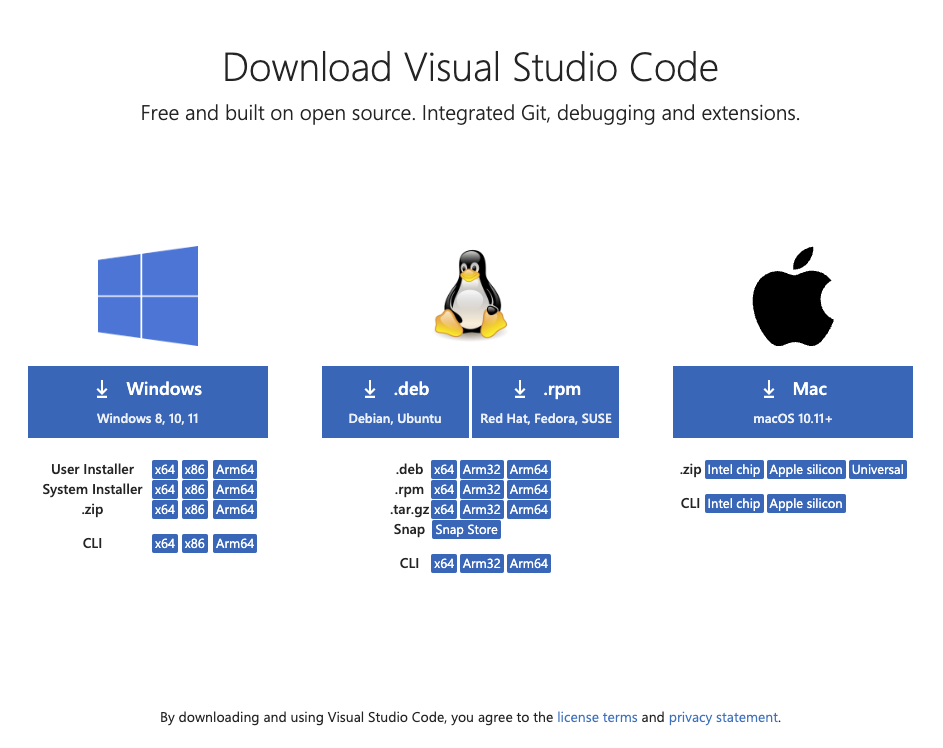 Download Visual Studio Code
Free and built on open source. Integrated Git, debugging and extensions.
Windows
Windows 8, 10, 11
User Installer x64 x86 Arm64
System Installer x64 x86 Arm64
.zip x64 x86 Arm64
CLI x64 x86 Arm64
.deb
Debian, Ubuntu
.rpm
Red Hat, Fedora, SUSE
.deb x64 Arm32 Arm64
.rpm x64 Arm32 Arm64
.tar.gz x64 Arm32 Arm64
Snap Snap Store
CLI x64 Arm32 Arm64
Mac
macOS 10.11+
.zip Intel chip Apple silicon Universal
CLI Intel chip Apple silicon
By downloading and using Visual Studio Code, you agree to the license terms and privacy statement.